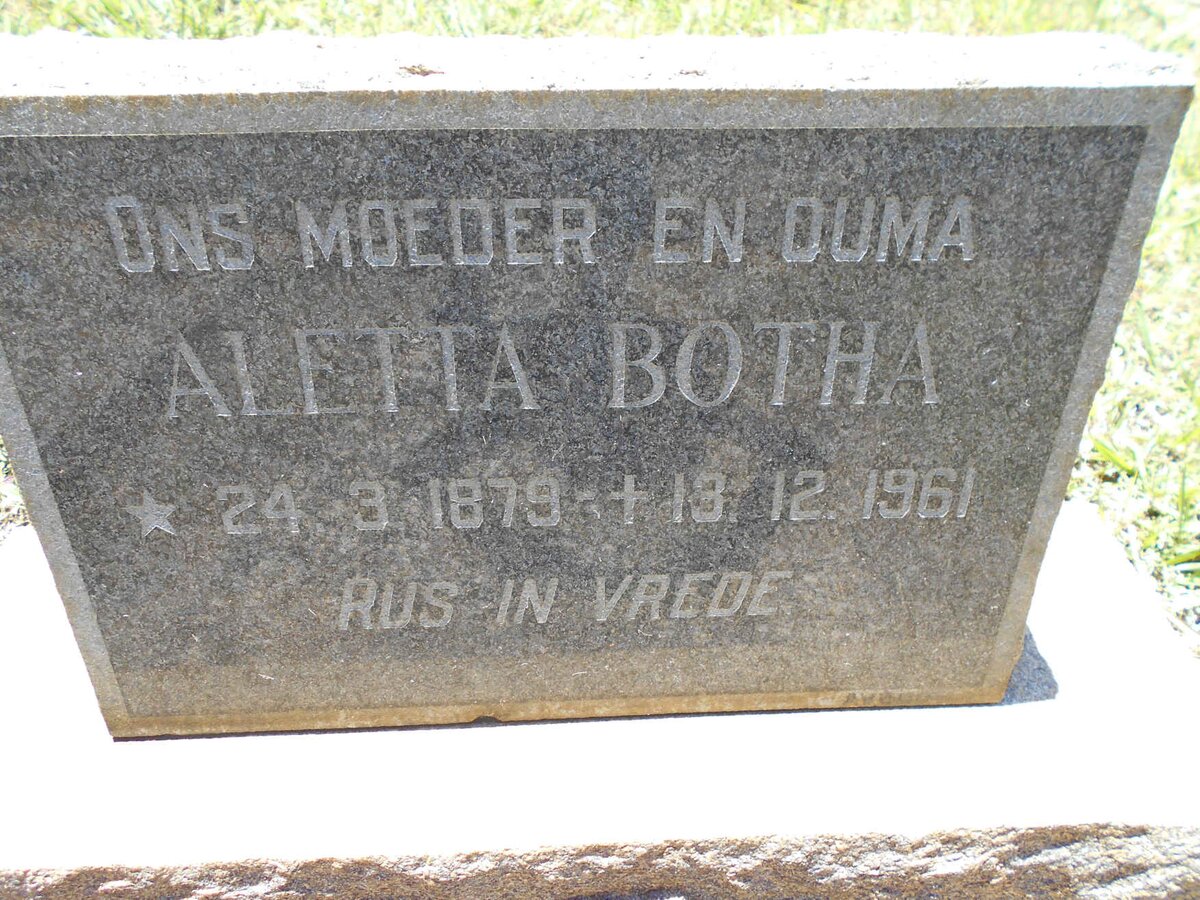 ONS MOEDER EN OUMA
ALETTA BOTHA
★ 24. 3. 1879 - ✝ 13. 12. 1961
RUS IN VREDE